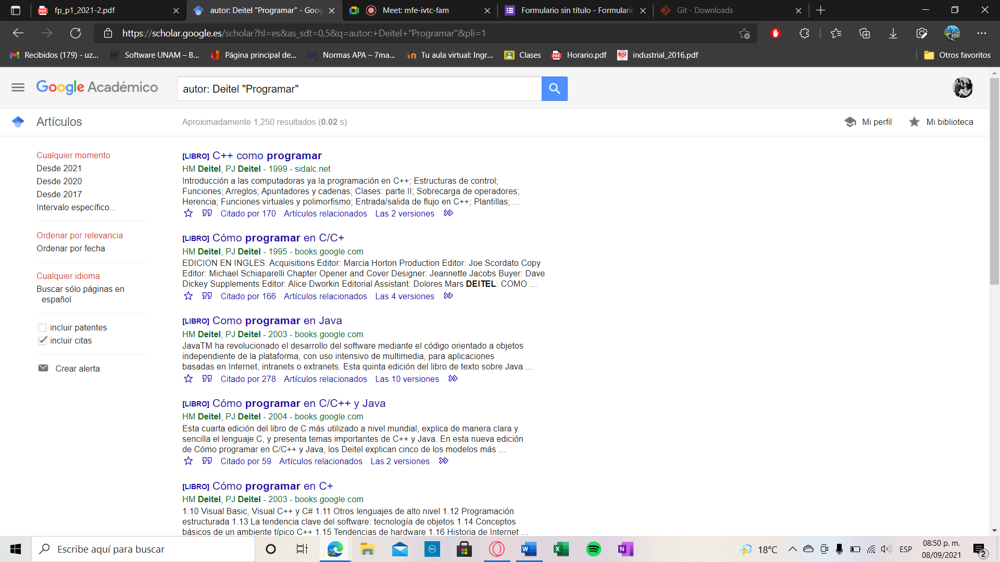 fp_p1_2021-2.pdf
autor: Deitel "Programar" - Goog
Meet: mfe-ivtc-fam
Formulario sin título - Formulario
Git - Downloads
https://scholar.google.es/scholar?hl=es&as_sdt=0,5&q=autor:+Deitel+"Programar"&pli=1
Recibidos (179) - uz...
Software UNAM – B...
Página principal de...
Normas APA – 7ma...
Tu aula virtual: Ingr...
Clases
Horario.pdf
industrial_2016.pdf
Otros favoritos
Google Académico
autor: Deitel "Programar"
Artículos
Aproximadamente 1,250 resultados (0.02 s)
Mi perfil
Mi biblioteca
Cualquier momento
Desde 2021
Desde 2020
Desde 2017
Intervalo específico...
Ordenar por relevancia
Ordenar por fecha
Cualquier idioma
Buscar sólo páginas en
español
incluir patentes
incluir citas
Crear alerta
[LIBRO] C++ como programar
HM Deitel, PJ Deitel - 1999 - sidalc.net
Introducción a las computadoras ya la programación en C++; Estructuras de control;
Funciones; Arreglos; Apuntadores y cadenas; Clases: parte II; Sobrecarga de operadores;
Herencia; Funciones virtuales y polimorfismo; Entrada/salida de flujo en C++; Plantillas; …
Citado por 170 Artículos relacionados Las 2 versiones
[LIBRO] Cómo programar en C/C+
HM Deitel, PJ Deitel - 1995 - books.google.com
EDICION EN INGLES: Acquisitions Editor: Marcia Horton Production Editor: Joe Scordato Copy
Editor: Michael Schiaparelli Chapter Opener and Cover Designer: Jeannette Jacobs Buyer: Dave
Dickey Supplements Editor: Alice Dworkin Editorial Assistant: Dolores Mars DEITEL: COMO …
Citado por 166 Artículos relacionados Las 4 versiones
[LIBRO] Como programar en Java
HM Deitel, PJ Deitel - 2003 - books.google.com
JavaTM ha revolucionado el desarrollo del software mediante el código orientado a objetos
independiente de la plataforma, con uso intensivo de multimedia, para aplicaciones
basadas en Internet, intranets o extranets. Esta quinta edición del libro de texto sobre Java …
Citado por 278 Artículos relacionados Las 10 versiones
[LIBRO] Cómo programar en C/C++ y Java
HM Deitel, PJ Deitel - 2004 - books.google.com
Esta cuarta edición del libro de C más utilizado a nivel mundial, explica de manera clara y
sencilla el lenguaje C, y presenta temas importantes de C++ y Java. En esta nueva edición
de Cómo programar en C/C++ y Java, los Deitel explican cinco de los modelos más …
Citado por 59 Artículos relacionados Las 2 versiones
[LIBRO] Cómo programar en C+
HM Deitel, PJ Deitel - 2003 - books.google.com
1.10 Visual Basic, Visual C++ y C# 1.11 Otros lenguajes de alto nivel 1.12 Programación
estructurada 1.13 La tendencia clave del software: tecnología de objetos 1.14 Conceptos
básicos de un ambiente típico C++ 1.15 Tendencias de hardware 1.16 Historia de Internet …
Escribe aquí para buscar
18°C
ESP
08:50 p. m.
08/09/2021
2